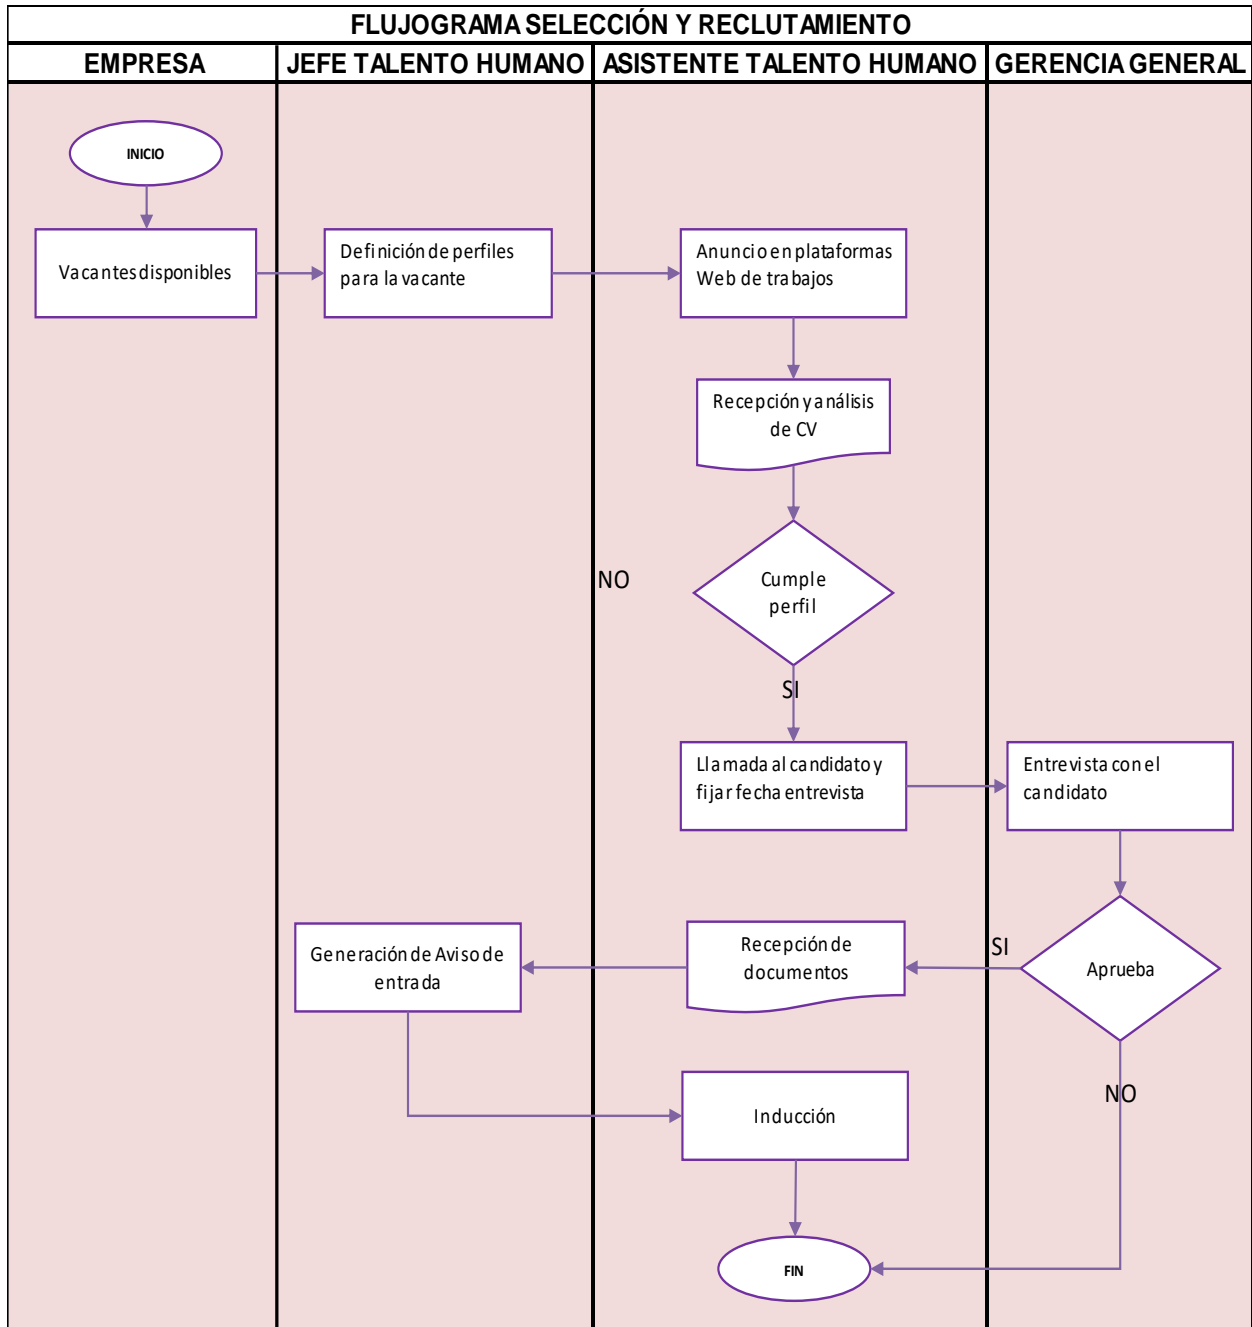 FLUJOGRAMA SELECCIÓN Y RECLUTAMIENTO
EMPRESA
JEFE TALENTO HUMANO
ASISTENTE TALENTO HUMANO
GERENCIA GENERAL
INICIO
Vacantes disponibles
Definición de perfiles
para la vacante
Anuncio en plataformas
Web de trabajos
Recepción y análisis
de CV
NO
Cumple
perfil
SI
Llamada al candidato y
fijar fecha entrevista
Entrevista con el
candidato
Generación de Aviso de
entrada
Recepción de
documentos
SI
Aprueba
NO
Inducción
FIN